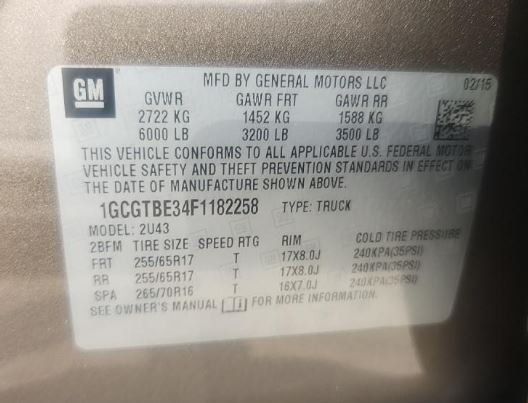 GM
MFD BY GENERAL MOTORS LLC 02/15
GVWR GAWR FRT GAWR RR
2722 KG 1452 KG 1588 KG
6000 LB 3200 LB 3500 LB
THIS VEHICLE CONFORMS TO ALL APPLICABLE U.S. FEDERAL MOTOR
VEHICLE SAFETY AND THEFT PREVENTION STANDARDS IN EFFECT ON
THE DATE OF MANUFACTURE SHOWN ABOVE.
1GCGTBE34F1182258 TYPE: TRUCK
MODEL: 2U43
2BFM TIRE SIZE SPEED RTG RIM COLD TIRE PRESSURE
FRT 255/65R17 T 17X8.0J 240KPA(35PSI)
RR 255/65R17 T 17X8.0J 240KPA(35PSI)
SPA 265/70R16 T 16X7.0J 240KPA(35PSI)
SEE OWNER'S MANUAL FOR MORE INFORMATION.